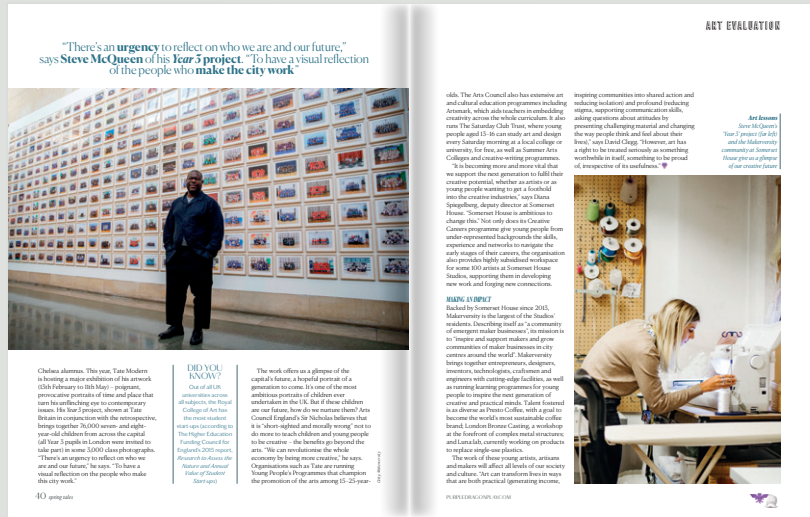 ART EVALUATION
“There’s an urgency to reflect on who we are and our future,”
says Steve McQueen of his Year 3 project. “To have a visual reflection
of the people who make the city work”
Chelsea alumnus. This year, Tate Modern
is hosting a major exhibition of his artwork
(13th February to 11th May) – poignant,
provocative portraits of time and place that
turn his unflinching eye to contemporary
issues. His Year 3 project, shown at Tate
Britain in conjunction with the retrospective,
brings together 76,000 seven- and eight-
year-old children from across the capital
(all Year 3 pupils in London were invited to
take part) in some 3,000 class photographs.
“There’s an urgency to reflect on who we
are and our future,” he says. “To have a
visual reflection on the people who make
this city work.”
DID YOU
KNOW?
Out of all UK
universities across
all subjects, the Royal
College of Art has
the most student
start-ups (according to
The Higher Education
Funding Council for
England’s 2015 report,
Research to Assess the
Nature and Annual
Value of Student
Start-ups)
The work offers us a glimpse of the
capital’s future, a hopeful portrait of a
generation to come. It’s one of the most
ambitious portraits of children ever
undertaken in the UK. But if these children
are our future, how do we nurture them? Arts
Council England’s Sir Nicholas believes that
it is “short-sighted and morally wrong” not to
do more to teach children and young people
to be creative – the benefits go beyond the
arts. “We can revolutionise the whole
economy by being more creative,” he says.
Organisations such as Tate are running
Young People’s Programmes that champion
the promotion of the arts among 15–25-year-
40 spring tales
olds. The Arts Council also has extensive art
and cultural education programmes including
Artsmark, which aids teachers in embedding
creativity across the whole curriculum. It also
runs The Saturday Club Trust, where young
people aged 13–16 can study art and design
every Saturday morning at a local college or
university, for free, as well as Summer Arts
Colleges and creative-writing programmes.
“It is becoming more and more vital that
we support the next generation to fulfil their
creative potential, whether as artists or as
young people wanting to get a foothold
into the creative industries,” says Diana
Spiegelberg, deputy director at Somerset
House. “Somerset House is ambitious to
change this.” Not only does its Creative
Careers programme give young people from
under-represented backgrounds the skills,
experience and networks to navigate the
early stages of their careers, the organisation
also provides highly subsidised workspace
for some 100 artists at Somerset House
Studios, supporting them in developing
new work and forging new connections.
MAKING AN IMPACT
Backed by Somerset House since 2015,
Makerversity is the largest of the Studios’
residents. Describing itself as “a community
of emergent maker businesses”, its mission is
to “inspire and support makers and grow
communities of maker businesses in city
centres around the world”. Makerversity
brings together entrepreneurs, designers,
inventors, technologists, craftsmen and
engineers with cutting-edge facilities, as well
as running learning programmes for young
people to inspire the next generation of
creative and practical minds. Talent fostered
is as diverse as Presto Coffee, with a goal to
become the world’s most sustainable coffee
brand; London Bronze Casting, a workshop
at the forefront of complex metal structures;
and LunaLab, currently working on products
to replace single-use plastics.
The work of these young artists, artisans
and makers will affect all levels of our society
and culture. “Art can transform lives in ways
that are both practical (generating income,
inspiring communities into shared action and
reducing isolation) and profound (reducing
stigma, supporting communication skills,
asking questions about attitudes by
presenting challenging material and changing
the way people think and feel about their
lives),” says David Clegg. “However, art has
a right to be treated seriously as something
worthwhile in itself, something to be proud
of, irrespective of its usefulness.”
Art lessons
Steve McQueen’s
‘Year 3’ project (far left)
and the Makerversity
community at Somerset
House give us a glimpse
of our creative future
PURPLEDRAGONPLAY.COM